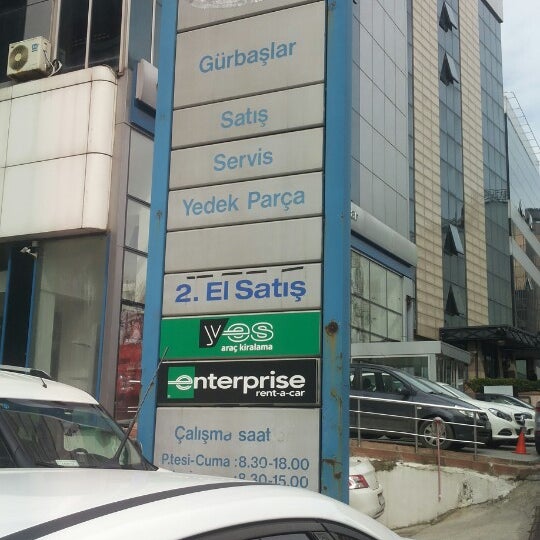 Gürbaşlar
Satış
Servis
Yedek Parça
2. El Satış
yes
araç kiralama
enterprise
rent-a-car
Çalışma saat
P.tesi-Cuma :8.30-18.00
:8.30-15.00